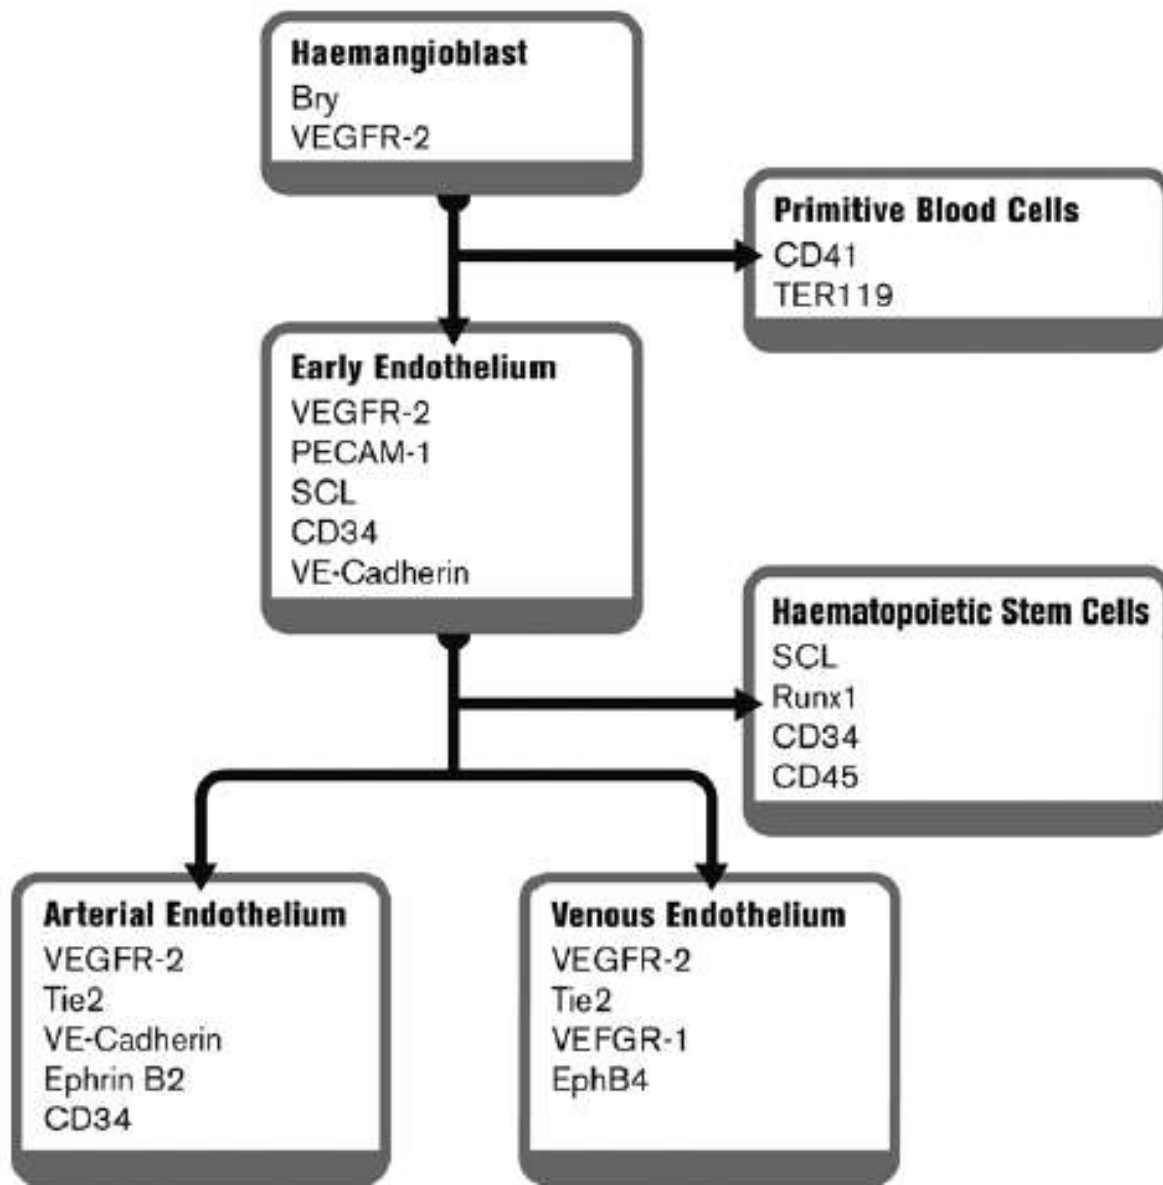 Haemangioblast
Bry
VEGFR-2
Primitive Blood Cells
CD41
TER119
Early Endothelium
VEGFR-2
PECAM-1
SCL
CD34
VE-Cadherin
Haematopoietic Stem Cells
SCL
Runx1
CD34
CD45
Arterial Endothelium
VEGFR-2
Tie2
VE-Cadherin
Ephrin B2
CD34
Venous Endothelium
VEGFR-2
Tie2
VEFGR-1
EphB4